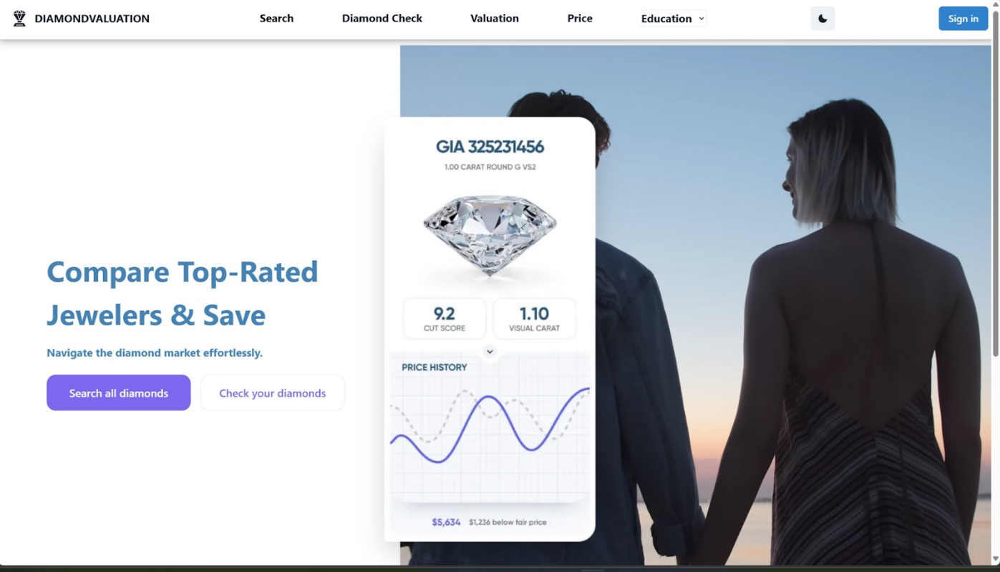 DIAMONDVALUATION
Search
Diamond Check
Valuation
Price
Education
Sign in
Compare Top-Rated
Jewelers & Save
Navigate the diamond market effortlessly.
Search all diamonds
Check your diamonds
GIA 325231456
1.00 CARAT ROUND G VS2
9.2
CUT SCORE
1.10
VISUAL CARAT
PRICE HISTORY
$5,634 $1,236 below fair price